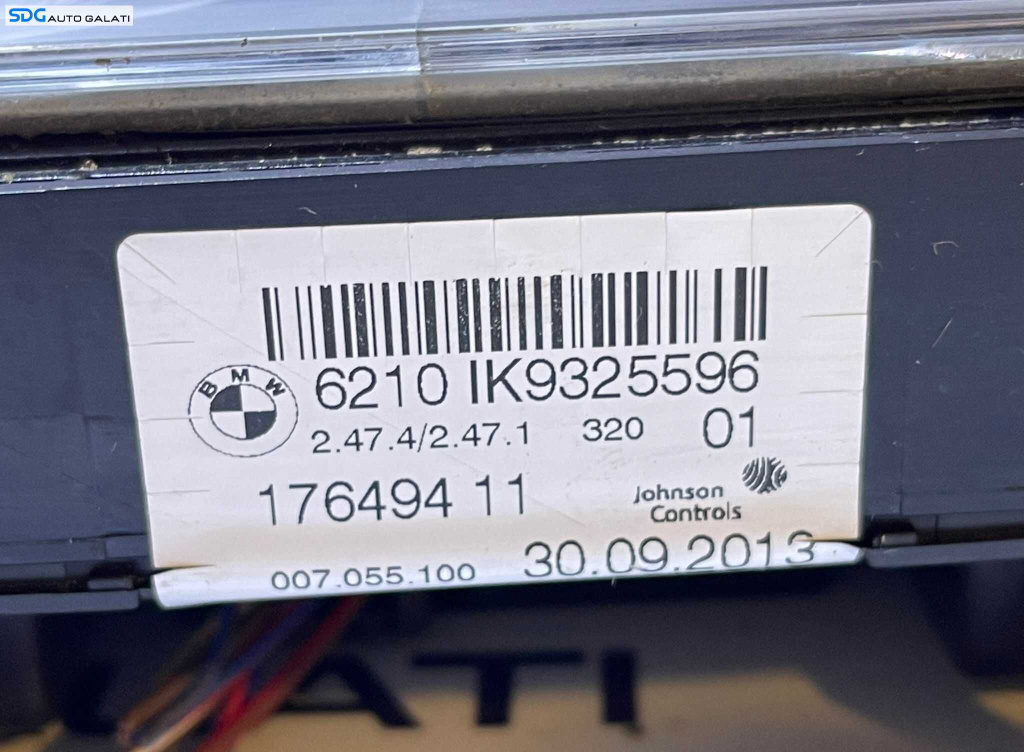 SDG AUTO GALATI
BMW
6210 IK9325596
2.47.4/2.47.1 320 01
176494 11
Johnson
Controls
007.055.100 30.09.2013
ATI